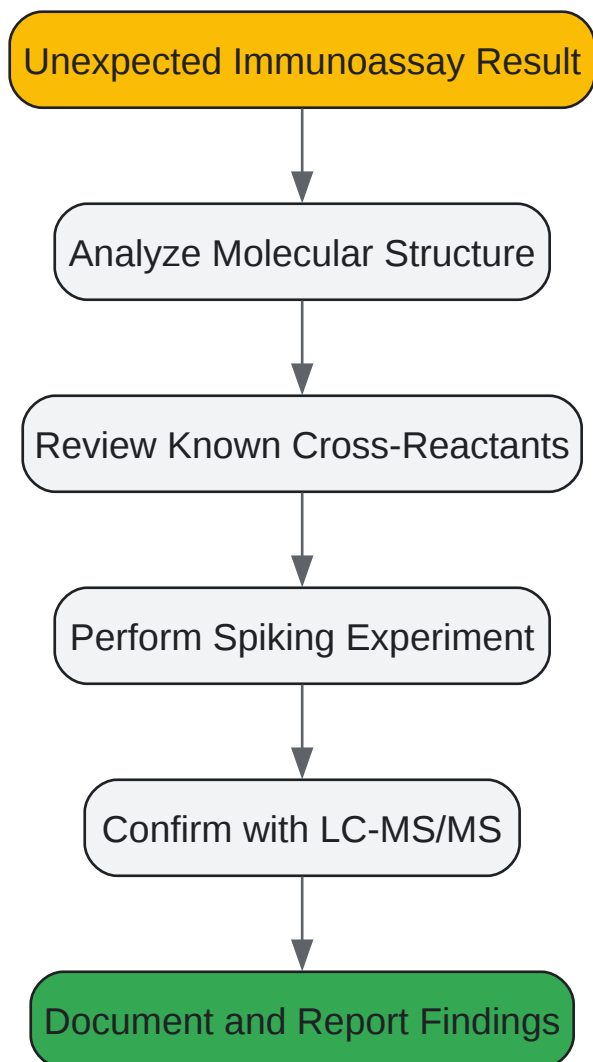 Unexpected Immunoassay Result
Analyze Molecular Structure
Review Known Cross-Reactants
Perform Spiking Experiment
Confirm with LC-MS/MS
Document and Report Findings